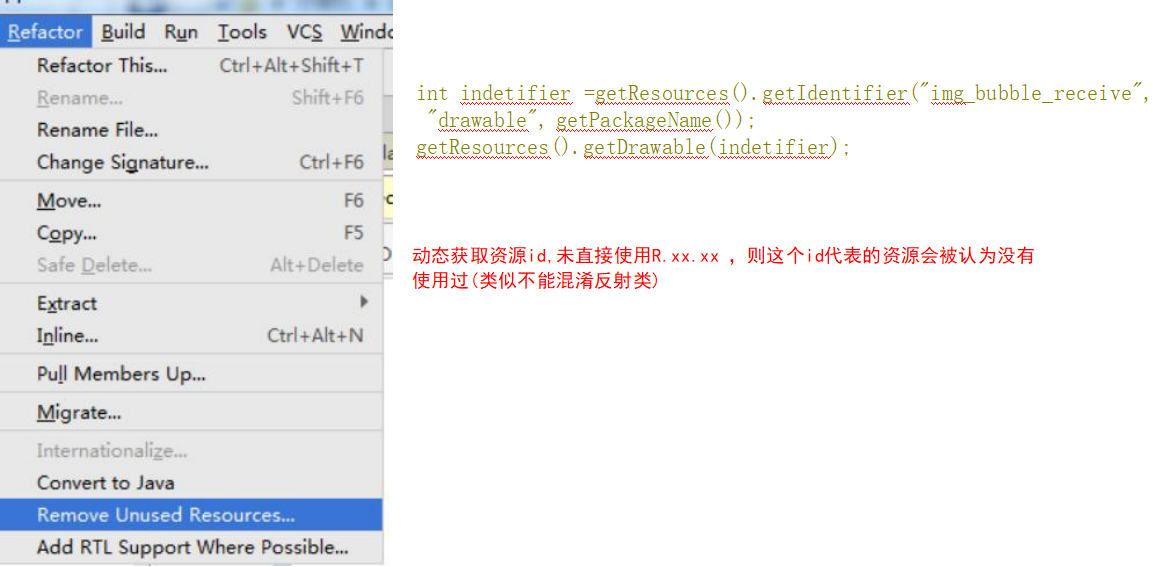 Refactor Build Run Tools VCS Windo
Refactor This... Ctrl+Alt+Shift+T
Rename... Shift+F6
Rename File...
Change Signature... Ctrl+F6
Move... F6
Copy... F5
Safe Delete... Alt+Delete
Extract
Inline... Ctrl+Alt+N
Pull Members Up...
Migrate...
Internationalize...
Convert to Java
Remove Unused Resources...
Add RTL Support Where Possible...
int indetifier =getResources().getIdentifier("img_bubble_receive",
"drawable", getPackageName());
getResources().getDrawable(indetifier);
动态获取资源id,未直接使用R.xx.xx ，则这个id代表的资源会被认为没有
使用过(类似不能混淆反射类)